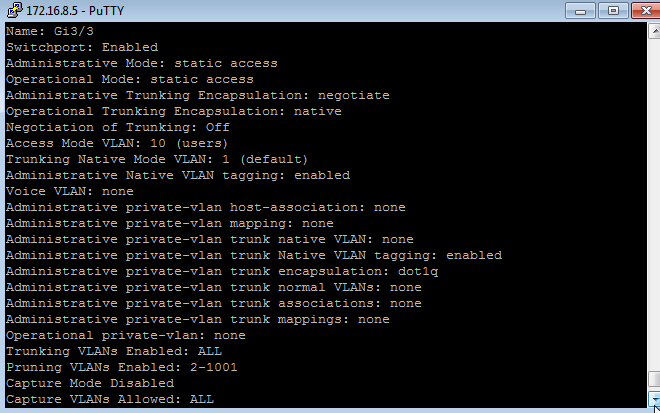 172.16.8.5 - PuTTY
Name: Gi3/3
Switchport: Enabled
Administrative Mode: static access
Operational Mode: static access
Administrative Trunking Encapsulation: negotiate
Operational Trunking Encapsulation: native
Negotiation of Trunking: Off
Access Mode VLAN: 10 (users)
Trunking Native Mode VLAN: 1 (default)
Administrative Native VLAN tagging: enabled
Voice VLAN: none
Administrative private-vlan host-association: none
Administrative private-vlan mapping: none
Administrative private-vlan trunk native VLAN: none
Administrative private-vlan trunk Native VLAN tagging: enabled
Administrative private-vlan trunk encapsulation: dot1q
Administrative private-vlan trunk normal VLANs: none
Administrative private-vlan trunk associations: none
Administrative private-vlan trunk mappings: none
Operational private-vlan: none
Trunking VLANs Enabled: ALL
Pruning VLANs Enabled: 2-1001
Capture Mode Disabled
Capture VLANs Allowed: ALL